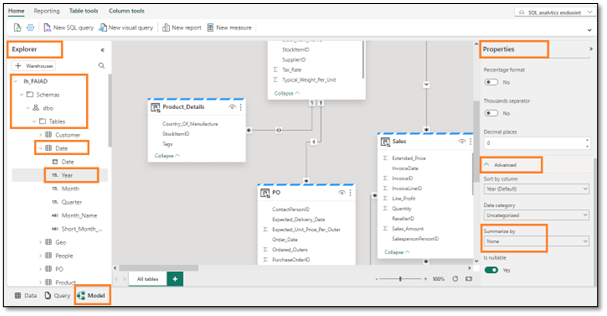 Home Reporting Table tools Column tools
SQL analytics endpoint
New SQL query New visual query New report New measure
Explorer
+ Warehouses
lh_FAIAD
Schemas
dbo
Tables
Customer
Date
Date
Year
Month
Quarter
Month_Name
Short_Month_...
Geo
People
PO
Product
StockItemID
SupplierID
Tax_Rate
Typical_Weight_Per_Unit
Collapse
Product_Details
Country_Of_Manufacture
StockItemID
Tags
Collapse
PO
ContactPersonID
Expected_Delivery_Date
Expected_Unit_Price_Per_Outer
Order_Date
Ordered_Outers
PurchaseOrderID
Sales
Extended_Price
InvoiceDate
InvoiceID
InvoiceLineID
Line_Profit
Quantity
ResellerID
Sales_Amount
SalespersonPersonID
Collapse
Properties
Percentage format
No
Thousands separator
No
Decimal places
0
Advanced
Sort by column
Year (Default)
Data category
Uncategorized
Summarize by
None
Is nullable
Yes
All tables
+
- + 100%
Data Query Model